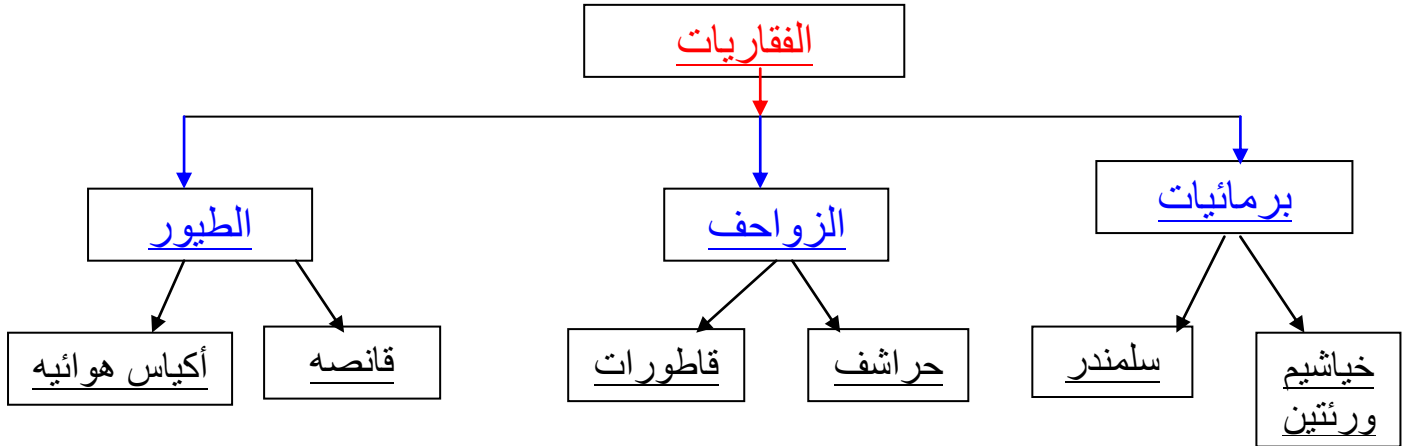 الفقاريات
برمائيات
الزواحف
الطيور
خياشيم
ورئتين
سلمندر
حراشف
قاطورات
قانصه
أكياس هوائيه